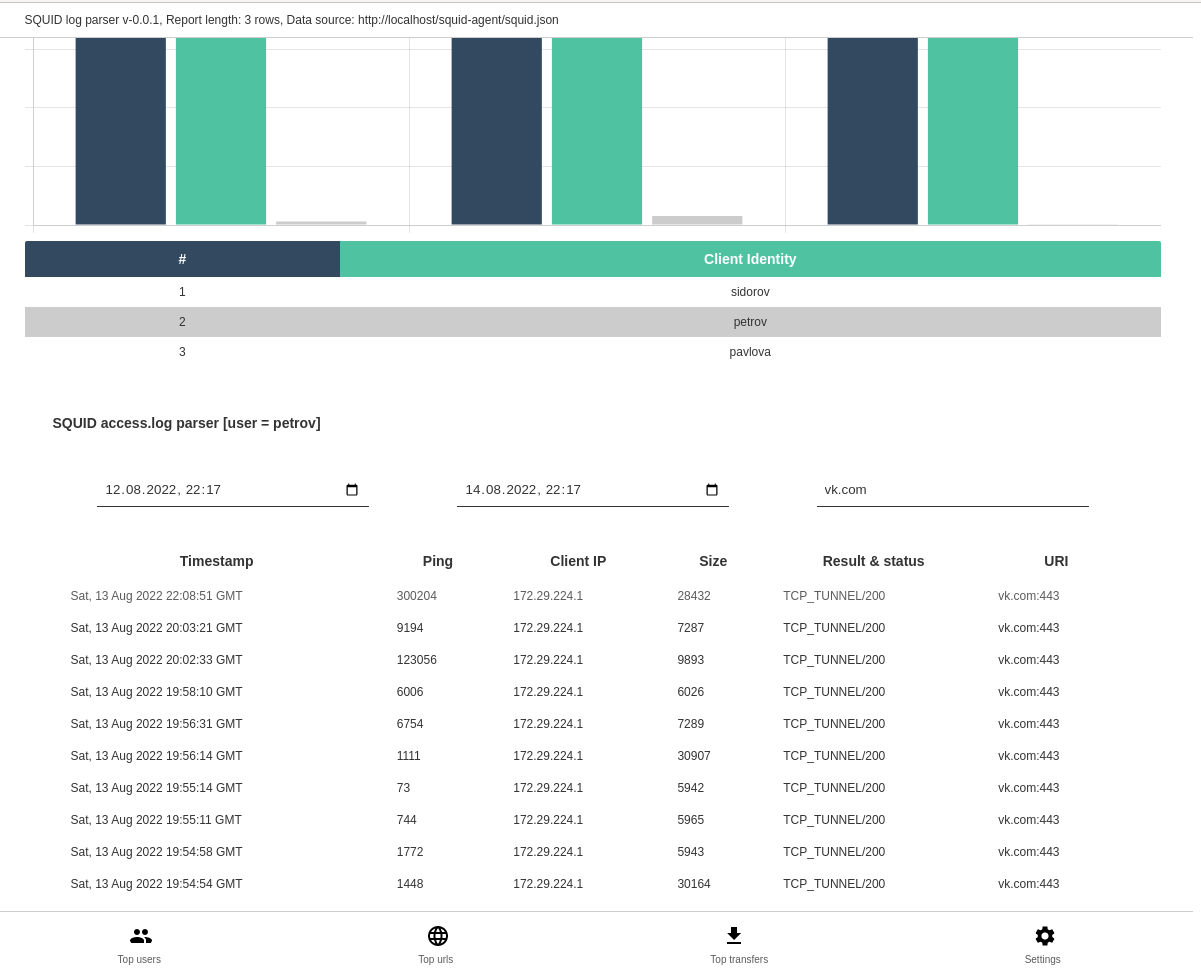 SQUID log parser v-0.0.1, Report length: 3 rows, Data source: http://localhost/squid-agent/squid.json
# Client Identity
1 sidorov
2 petrov
3 pavlova
SQUID access.log parser [user = petrov]
12.08.2022, 22:17 14.08.2022, 22:17 vk.com
Timestamp Ping Client IP Size Result & status URI
Sat, 13 Aug 2022 22:08:51 GMT 300204 172.29.224.1 28432 TCP_TUNNEL/200 vk.com:443
Sat, 13 Aug 2022 20:03:21 GMT 9194 172.29.224.1 7287 TCP_TUNNEL/200 vk.com:443
Sat, 13 Aug 2022 20:02:33 GMT 123056 172.29.224.1 9893 TCP_TUNNEL/200 vk.com:443
Sat, 13 Aug 2022 19:58:10 GMT 6006 172.29.224.1 6026 TCP_TUNNEL/200 vk.com:443
Sat, 13 Aug 2022 19:56:31 GMT 6754 172.29.224.1 7289 TCP_TUNNEL/200 vk.com:443
Sat, 13 Aug 2022 19:56:14 GMT 1111 172.29.224.1 30907 TCP_TUNNEL/200 vk.com:443
Sat, 13 Aug 2022 19:55:14 GMT 73 172.29.224.1 5942 TCP_TUNNEL/200 vk.com:443
Sat, 13 Aug 2022 19:55:11 GMT 744 172.29.224.1 5965 TCP_TUNNEL/200 vk.com:443
Sat, 13 Aug 2022 19:54:58 GMT 1772 172.29.224.1 5943 TCP_TUNNEL/200 vk.com:443
Sat, 13 Aug 2022 19:54:54 GMT 1448 172.29.224.1 30164 TCP_TUNNEL/200 vk.com:443
Top users Top urls Top transfers Settings